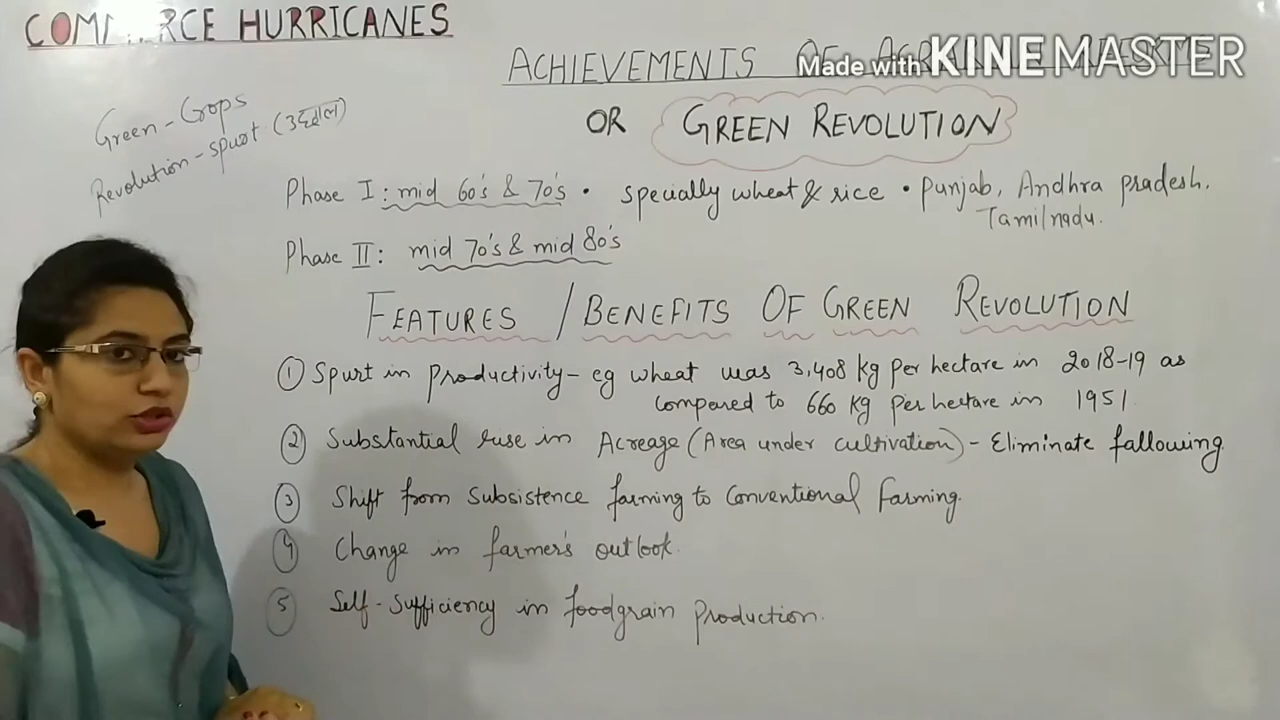 COMMERCE HURRICANES
ACHIEVEMENTS OF
Made with KINEMASTER
OR GREEN REVOLUTION
Green - Crops
Revolution - spurt
Phase I : mid 60's & 70's • specially wheat & rice • Punjab, Andhra pradesh,
Tamilnadu.
Phase II : mid 70's & mid 80's
FEATURES / BENEFITS OF GREEN REVOLUTION
① Spurt in productivity - eg wheat was 3,408 kg per hectare in 2018-19 as
compared to 660 kg per hectare in 1951
② Substantial rise in Acreage (Area under cultivation) - Eliminate fallowing
③ Shift from Subsistence farming to Conventional Farming.
④ Change in farmer's outlook.
⑤ Self-sufficiency in foodgrain production.